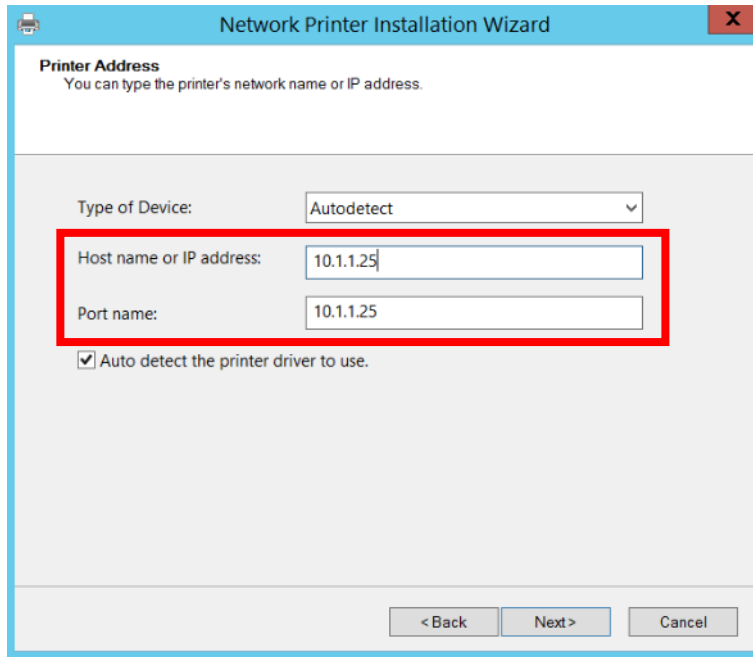 Network Printer Installation Wizard
X
Printer Address
You can type the printer's network name or IP address.
Type of Device:
Autodetect
Host name or IP address:
10.1.1.25
Port name:
10.1.1.25
Auto detect the printer driver to use.
< Back
Next >
Cancel